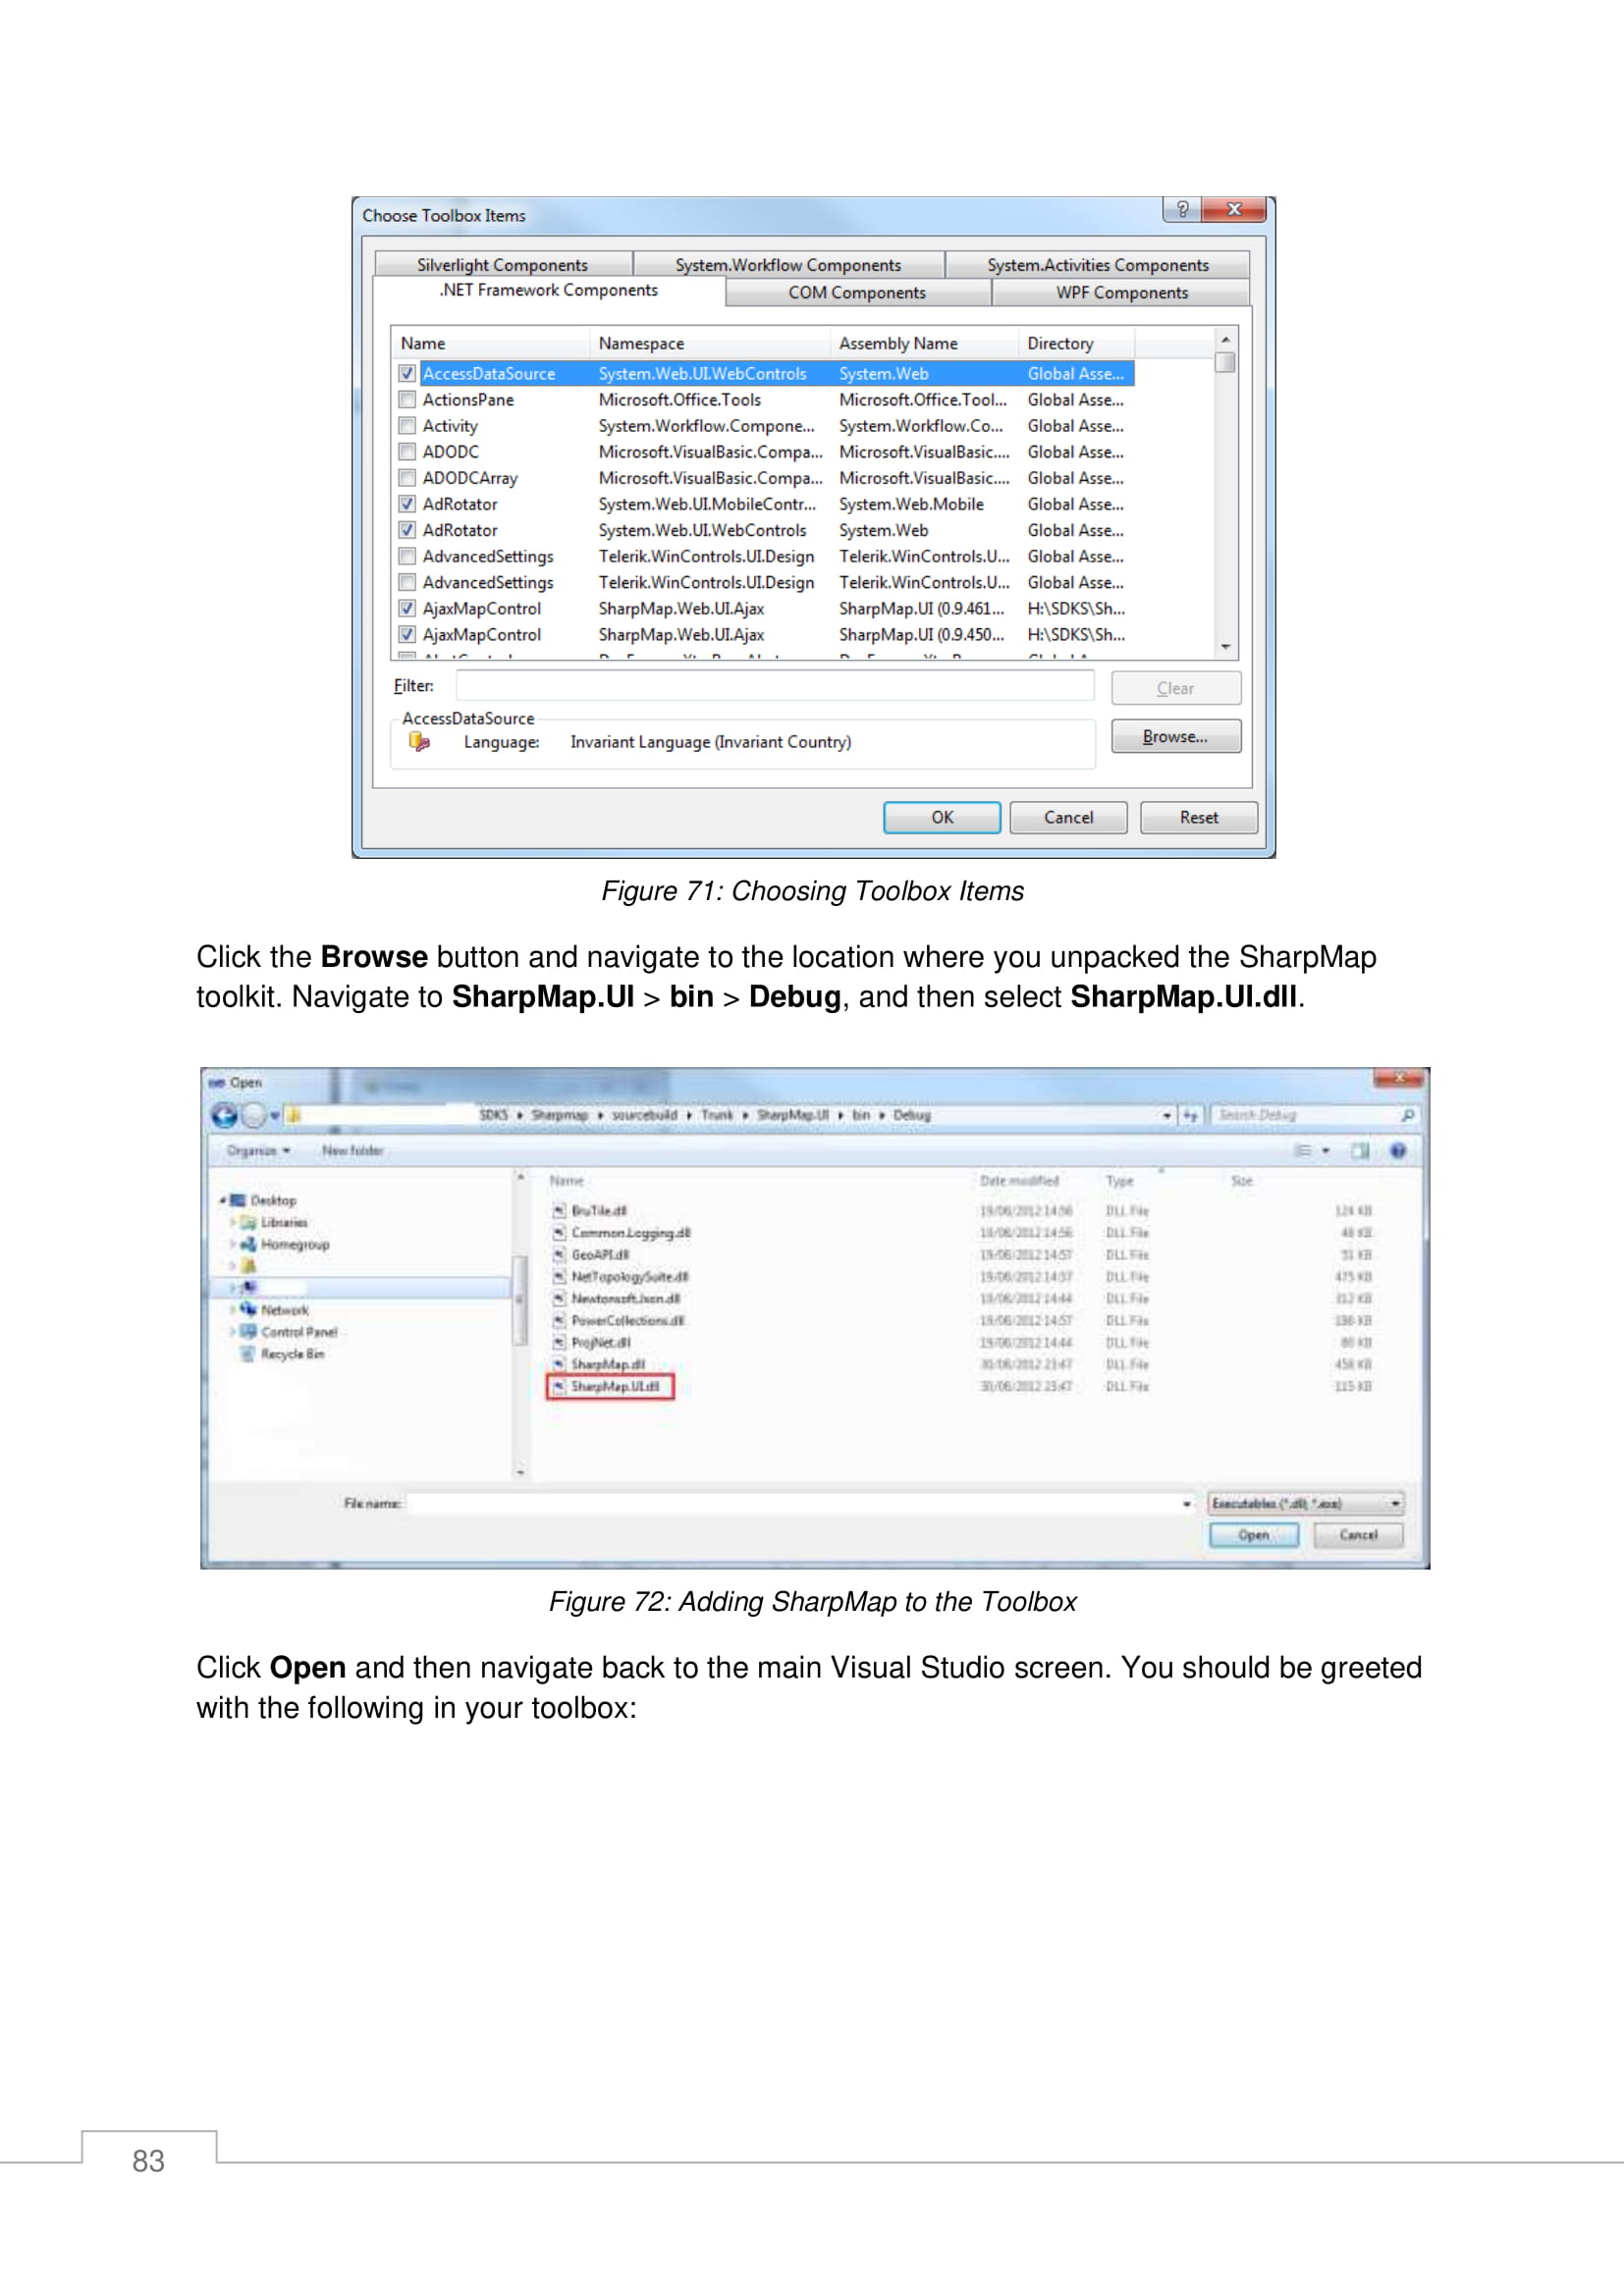 Choose Toolbox Items
Silverlight Components System.Workflow Components System.Activities Components
.NET Framework Components COM Components WPF Components
Name Namespace Assembly Name Directory
AccessDataSource System.Web.UI.WebControls System.Web Global Asse...
ActionsPane Microsoft.Office.Tools Microsoft.Office.Tool... Global Asse...
Activity System.Workflow.Compone... System.Workflow.Co... Global Asse...
ADODC Microsoft.VisualBasic.Compa... Microsoft.VisualBasic.... Global Asse...
ADODCArray Microsoft.VisualBasic.Compa... Microsoft.VisualBasic.... Global Asse...
AdRotator System.Web.UI.MobileContr... System.Web.Mobile Global Asse...
AdRotator System.Web.UI.WebControls System.Web Global Asse...
AdvancedSettings Telerik.WinControls.UI.Design Telerik.WinControls.U... Global Asse...
AdvancedSettings Telerik.WinControls.UI.Design Telerik.WinControls.U... Global Asse...
AjaxMapControl SharpMap.Web.UI.Ajax SharpMap.UI (0.9.461... H:\SDKS\Sh...
AjaxMapControl SharpMap.Web.UI.Ajax SharpMap.UI (0.9.450... H:\SDKS\Sh...
Filter: Clear
AccessDataSource
Language: Invariant Language (Invariant Country) Browse...
OK Cancel Reset
Figure 71: Choosing Toolbox Items
Click the Browse button and navigate to the location where you unpacked the SharpMap
toolkit. Navigate to SharpMap.UI > bin > Debug, and then select SharpMap.UI.dll.
Open
SDKS Sharpmap sourcebuild Trunk SharpMap.UI bin Debug Search Debug
Organize New folder
Name Date modified Type Size
Desktop
Libraries
Homegroup
Network
Control Panel
Recycle Bin
BruTile.dll 19/06/2012 14:56 DLL File 124 KB
Common.Logging.dll 18/06/2012 14:56 DLL File 48 KB
GeoAPI.dll 19/06/2012 14:57 DLL File 51 KB
NetTopologySuite.dll 19/06/2012 14:57 DLL File 475 KB
Newtonsoft.Json.dll 18/06/2012 14:44 DLL File
PowerCollections.dll 18/06/2012 14:57 DLL File
ProjNet.dll 19/06/2012 14:44 DLL File 80 KB
SharpMap.dll 30/06/2012 23:47 DLL File 458 KB
SharpMap.UI.dll 30/06/2012 23:47 DLL File 115 KB
File name: Executables (*.dll; *.exe)
Open Cancel
Figure 72: Adding SharpMap to the Toolbox
Click Open and then navigate back to the main Visual Studio screen. You should be greeted
with the following in your toolbox:
83